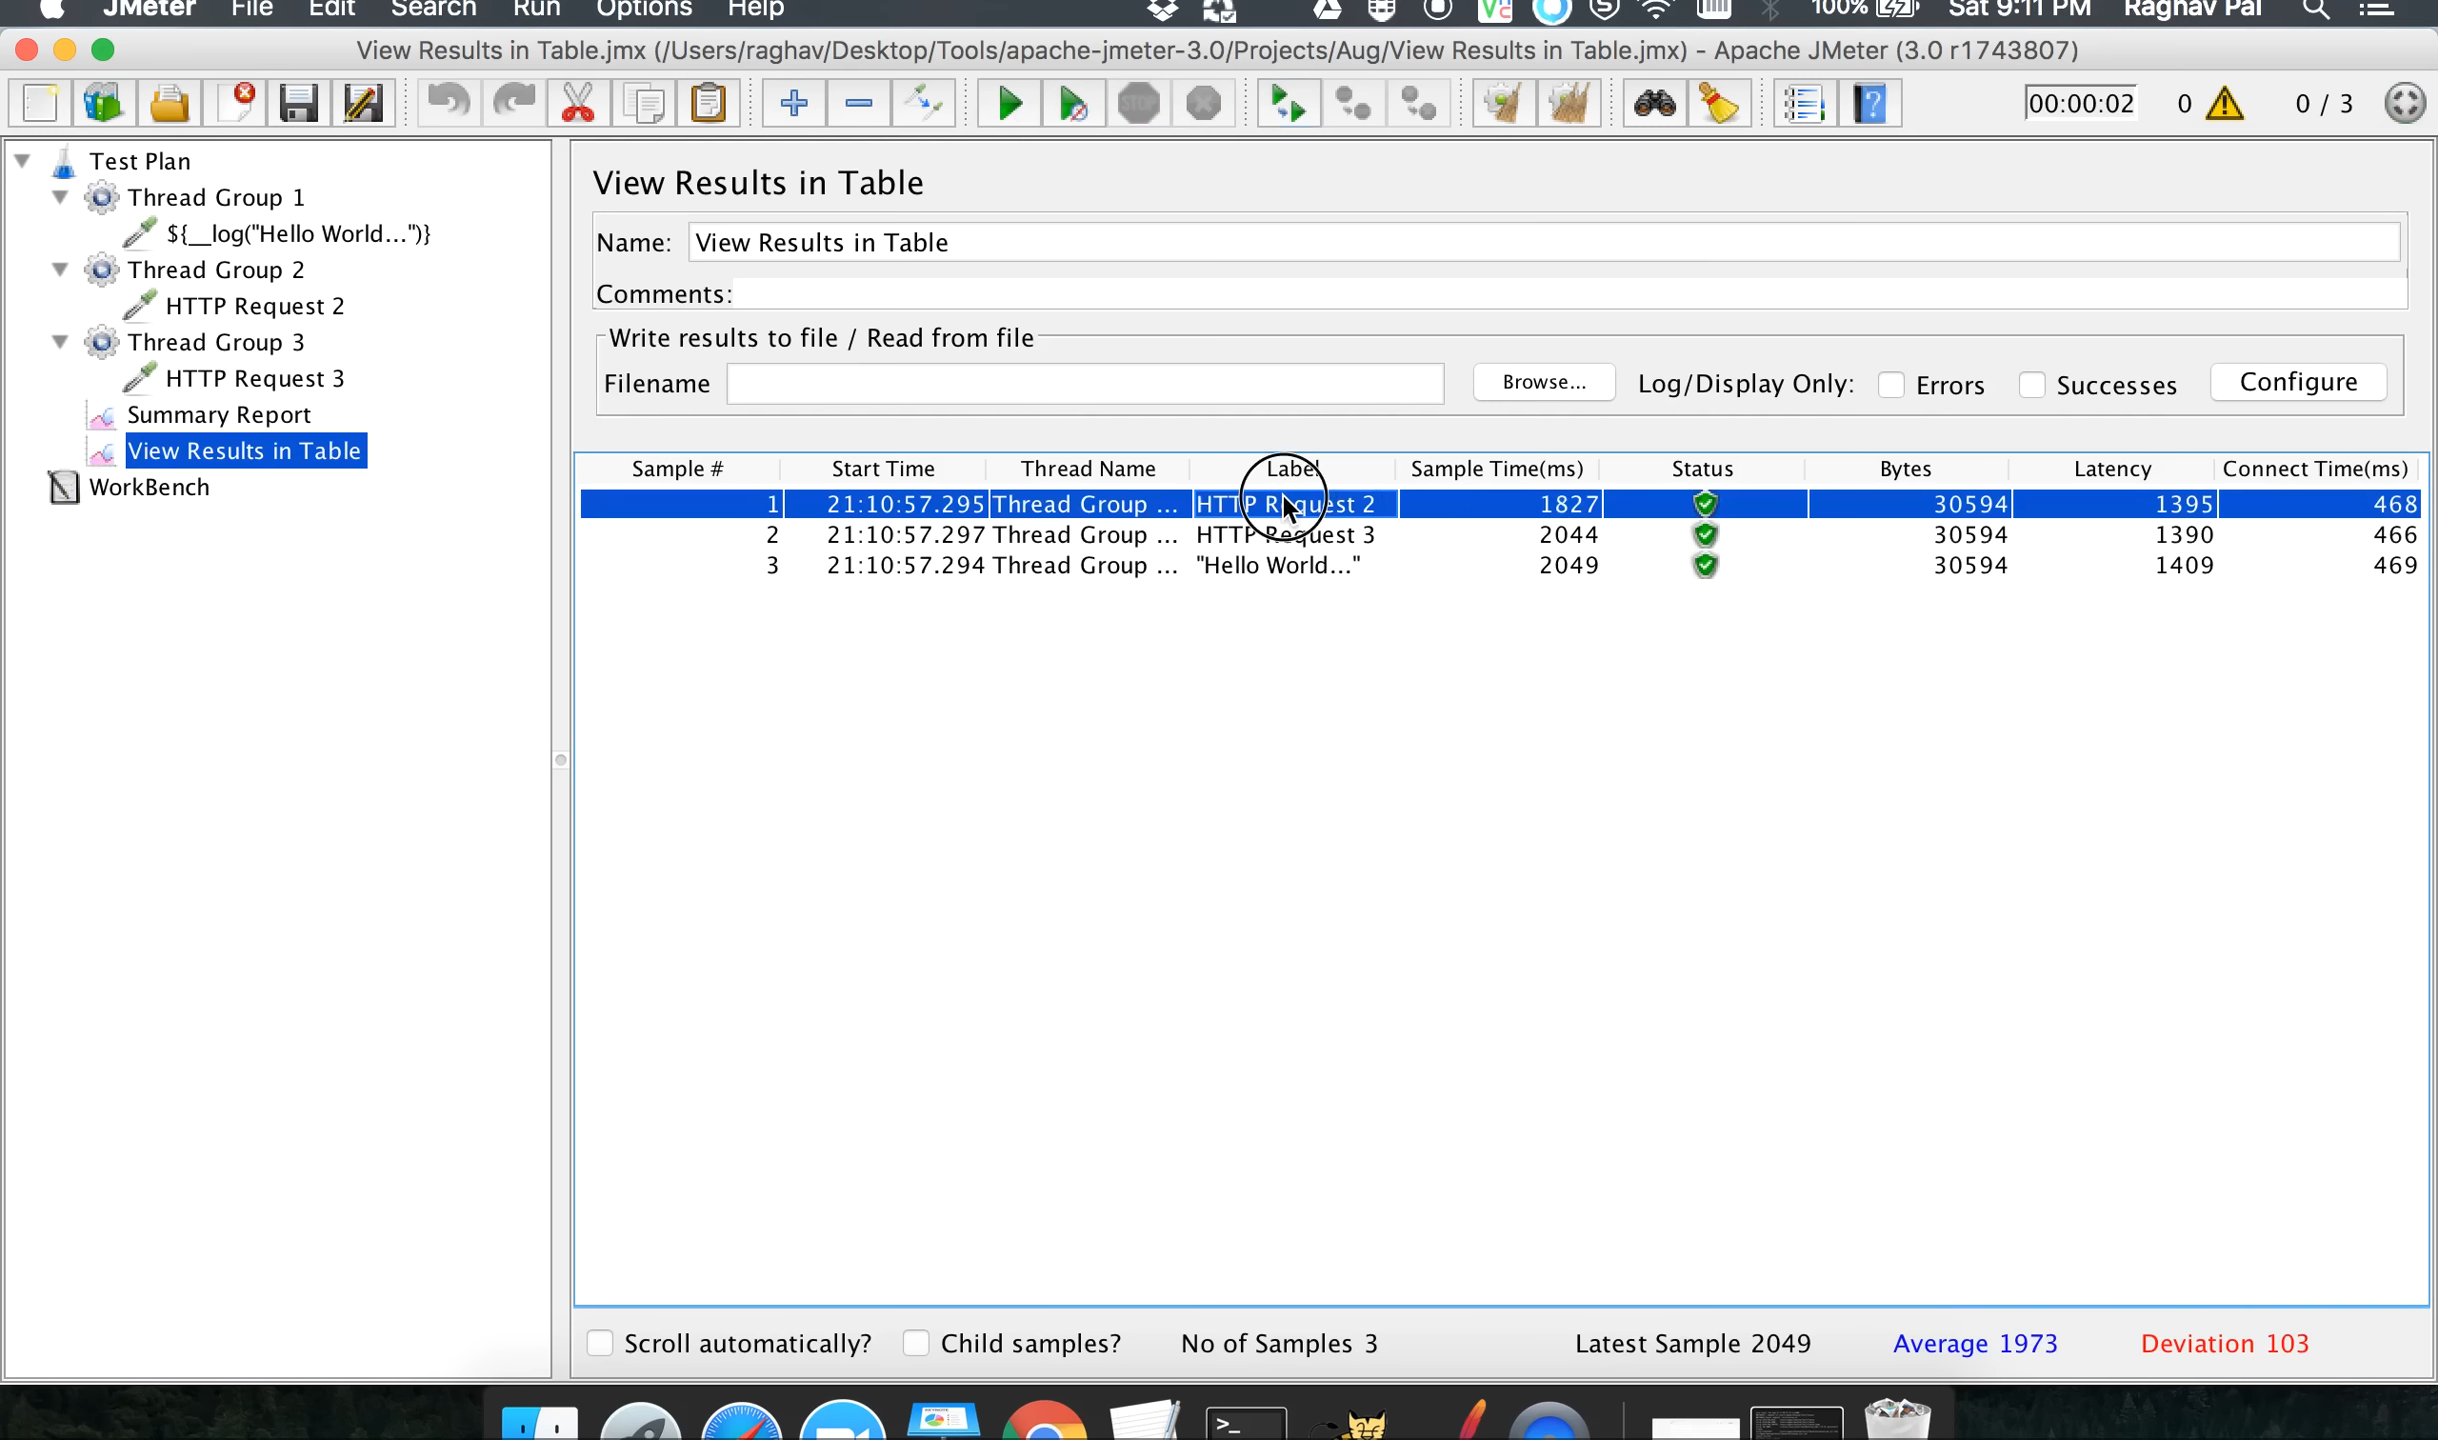 JMeter File Edit Search Run Options Help 100% Sat 9:11 PM Raghav Pal
View Results in Table.jmx (/Users/raghav/Desktop/Tools/apache-jmeter-3.0/Projects/Aug/View Results in Table.jmx) - Apache JMeter (3.0 r1743807)
STOP 00:00:02 0 0 / 3
Test Plan
Thread Group 1
${__log("Hello World...")}
Thread Group 2
HTTP Request 2
Thread Group 3
HTTP Request 3
Summary Report
View Results in Table
WorkBench
View Results in Table
Name: View Results in Table
Comments:
Write results to file / Read from file
Filename Browse... Log/Display Only: Errors Successes Configure
Sample # Start Time Thread Name Label Sample Time(ms) Status Bytes Latency Connect Time(ms)
1 21:10:57.295 Thread Group ... HTTP Request 2 1827 30594 1395 468
2 21:10:57.297 Thread Group ... HTTP Request 3 2044 30594 1390 466
3 21:10:57.294 Thread Group ... "Hello World..." 2049 30594 1409 469
Scroll automatically? Child samples? No of Samples 3 Latest Sample 2049 Average 1973 Deviation 103